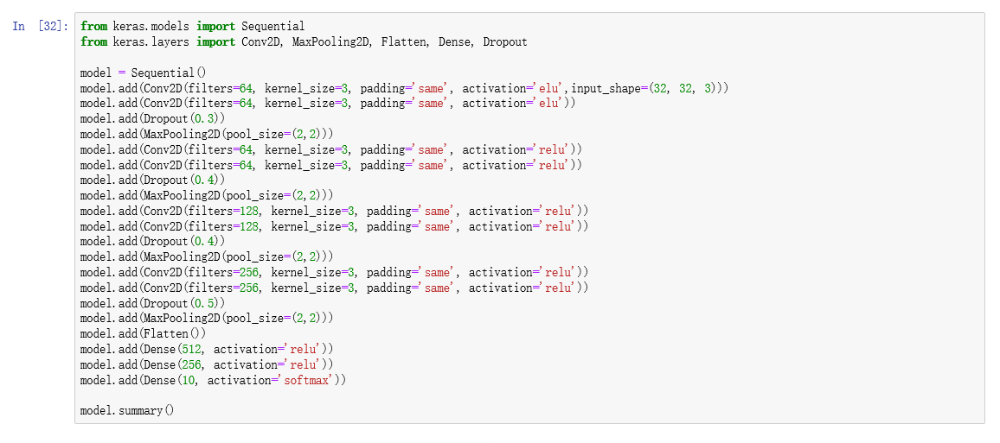 In [32]:
from keras.models import Sequential
from keras.layers import Conv2D, MaxPooling2D, Flatten, Dense, Dropout

model = Sequential()
model.add(Conv2D(filters=64, kernel_size=3, padding='same', activation='elu',input_shape=(32, 32, 3)))
model.add(Conv2D(filters=64, kernel_size=3, padding='same', activation='elu'))
model.add(Dropout(0.3))
model.add(MaxPooling2D(pool_size=(2,2)))
model.add(Conv2D(filters=64, kernel_size=3, padding='same', activation='relu'))
model.add(Conv2D(filters=64, kernel_size=3, padding='same', activation='relu'))
model.add(Dropout(0.4))
model.add(MaxPooling2D(pool_size=(2,2)))
model.add(Conv2D(filters=128, kernel_size=3, padding='same', activation='relu'))
model.add(Conv2D(filters=128, kernel_size=3, padding='same', activation='relu'))
model.add(Dropout(0.4))
model.add(MaxPooling2D(pool_size=(2,2)))
model.add(Conv2D(filters=256, kernel_size=3, padding='same', activation='relu'))
model.add(Conv2D(filters=256, kernel_size=3, padding='same', activation='relu'))
model.add(Dropout(0.5))
model.add(MaxPooling2D(pool_size=(2,2)))
model.add(Flatten())
model.add(Dense(512, activation='relu'))
model.add(Dense(256, activation='relu'))
model.add(Dense(10, activation='softmax'))

model.summary()